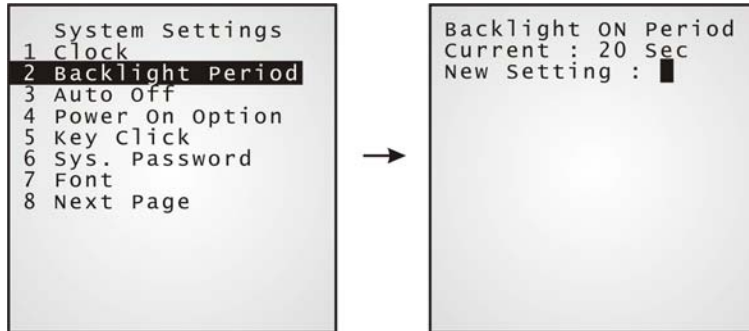 System Settings
1 Clock
2 Backlight Period
3 Auto Off
4 Power On Option
5 Key Click
6 Sys. Password
7 Font
8 Next Page
Backlight ON Period
Current : 20 Sec
New Setting :